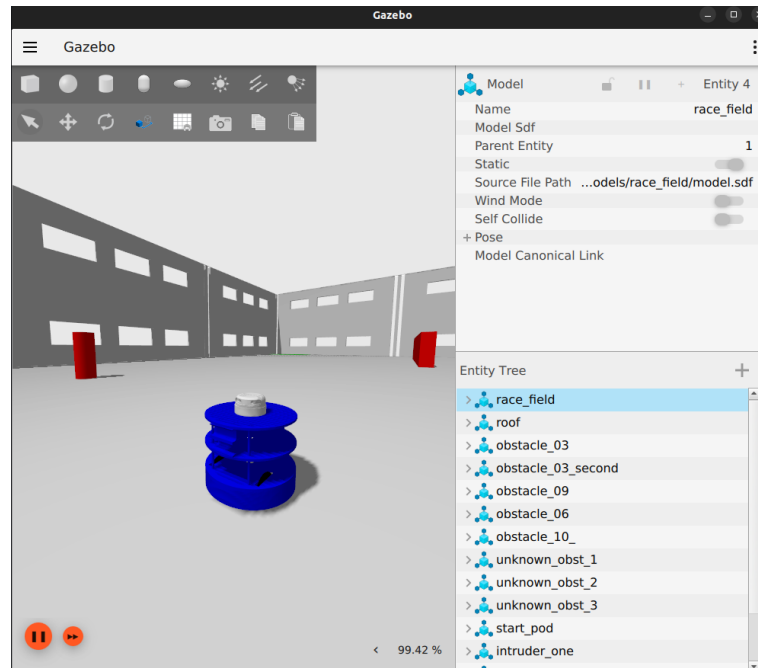 Gazebo
Gazebo
Model Entity 4
Name race_field
Model Sdf
Parent Entity 1
Static
Source File Path ...odels/race_field/model.sdf
Wind Mode
Self Collide
+ Pose
Model Canonical Link
Entity Tree
race_field
roof
obstacle_03
obstacle_03_second
obstacle_09
obstacle_06
obstacle_10_
unknown_obst_1
unknown_obst_2
unknown_obst_3
start_pod
intruder_one
99.42 %